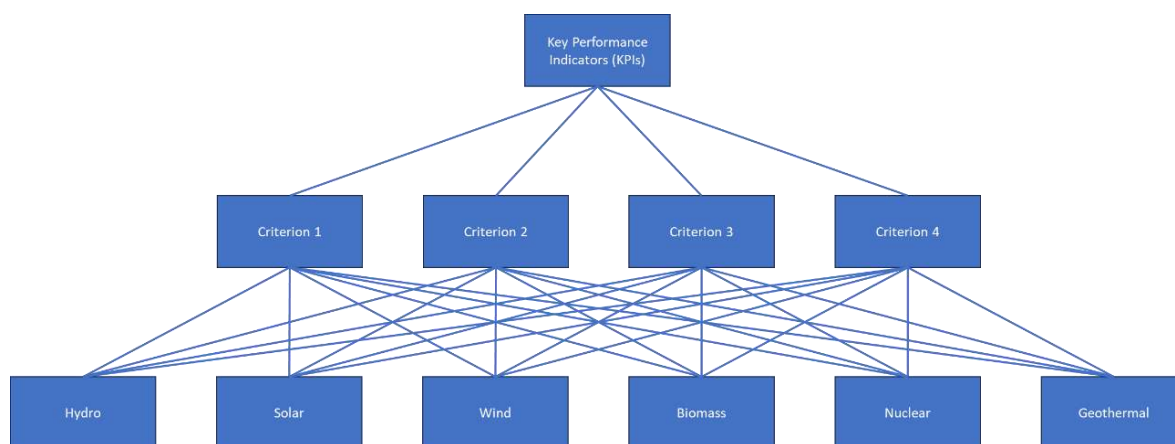 Key Performance
Indicators (KPIs)
Criterion 1
Criterion 2
Criterion 3
Criterion 4
Hydro
Solar
Wind
Biomass
Nuclear
Geothermal